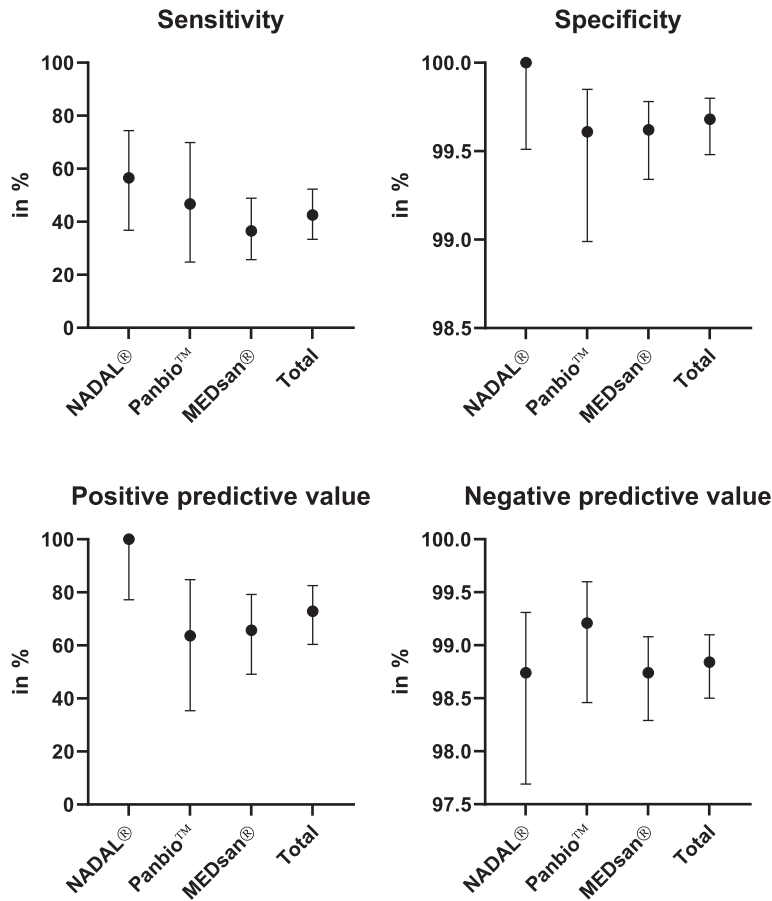 Sensitivity
in %
100
80
60
40
20
0
NADAL®
Panbio™
MEDsan®
Total
Specificity
in %
100.0
99.5
99.0
98.5
NADAL®
Panbio™
MEDsan®
Total
Positive predictive value
in %
100
80
60
40
20
0
NADAL®
Panbio™
MEDsan®
Total
Negative predictive value
in %
100.0
99.5
99.0
98.5
98.0
97.5
NADAL®
Panbio™
MEDsan®
Total